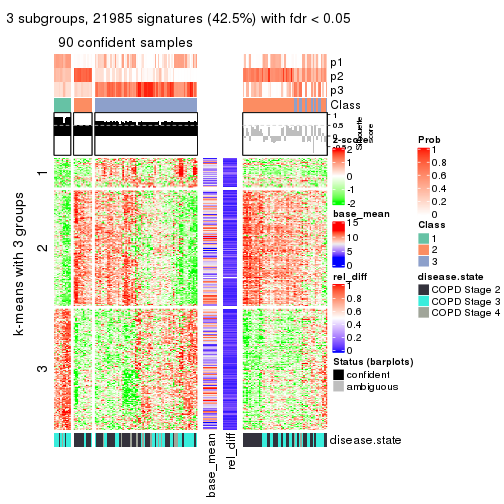 3 subgroups, 21985 signatures (42.5%) with fdr < 0.05
90 confident samples
p1
p2
p3
Class
1
0.5
0
Silhouette
score
k-means with 3 groups
1
2
3
base_mean
rel_diff
disease.state
z-score
2
1
0
-1
-2
base_mean
15
10
5
0
rel_diff
1
0.8
0.6
0.4
0.2
0
Status (barplots)
confident
ambiguous
Prob
1
0.8
0.6
0.4
0.2
0
Class
1
2
3
disease.state
COPD Stage 2
COPD Stage 3
COPD Stage 4